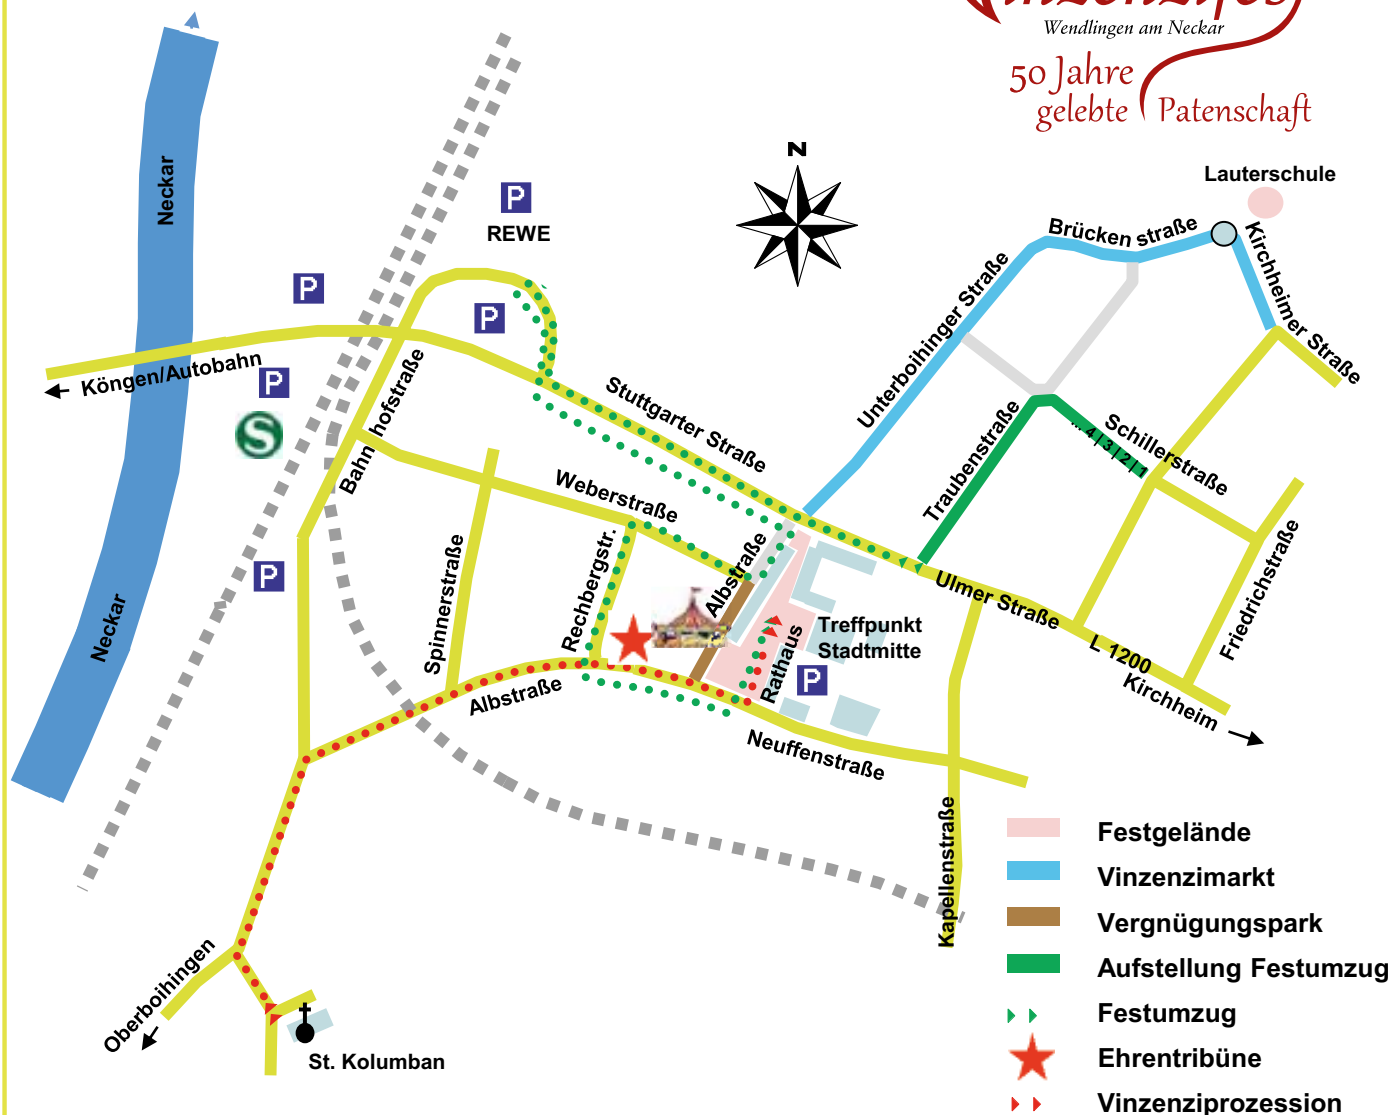 Wendlingen am Neckar
50 Jahre
gelebte Patenschaft
N
Lauterschule
Neckar
P
REWE
Brücken straße
Kirchheimer Straße
Unterboihinger Straße
P
P
Köngen/Autobahn
P
S
Bahnhofstraße
Stuttgarter Straße
Traubenstraße
Schillerstraße
... 4|3|2|1
Weberstraße
Spinnerstraße
Rechbergstr.
Albstraße
P
Ulmer Straße
Friedrichstraße
Neckar
Treffpunkt
Stadtmitte
Rathaus
P
L 1200
Kirchheim
Albstraße
Neuffenstraße
Kapellenstraße
Oberboihingen
St. Kolumban
Festgelände
Vinzenzimarkt
Vergnügungspark
Aufstellung Festumzug
Festumzug
Ehrentribüne
Vinzenziprozession